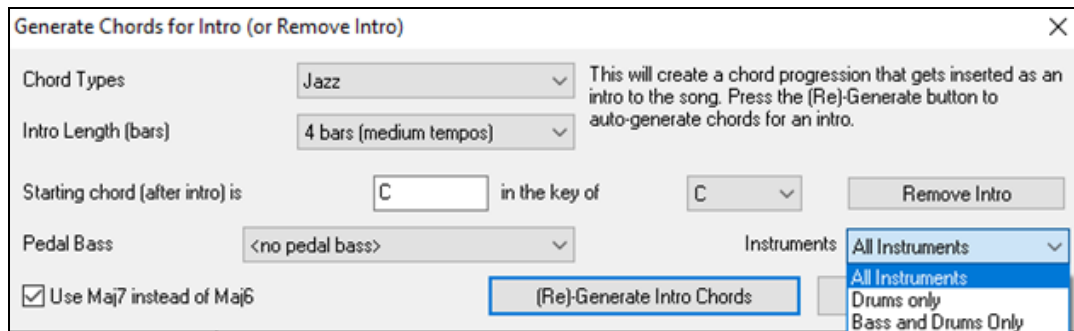 Generate Chords for Intro (or Remove Intro)
Chord Types
Jazz
This will create a chord progression that gets inserted as an
intro to the song. Press the (Re)-Generate button to
auto-generate chords for an intro.
Intro Length (bars)
4 bars (medium tempos)
Starting chord (after intro) is
C
in the key of
C
Remove Intro
Pedal Bass
<no pedal bass>
Instruments
All Instruments
All Instruments
Drums only
Bass and Drums Only
Use Maj7 instead of Maj6
(Re)-Generate Intro Chords